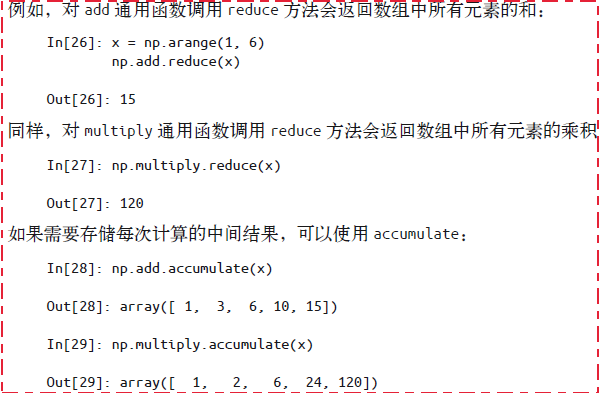 例如，对 add 通用函数调用 reduce 方法会返回数组中所有元素的和：
In[26]: x = np.arange(1, 6)
np.add.reduce(x)
Out[26]: 15
同样，对 multiply 通用函数调用 reduce 方法会返回数组中所有元素的乘积
In[27]: np.multiply.reduce(x)
Out[27]: 120
如果需要存储每次计算的中间结果，可以使用 accumulate：
In[28]: np.add.accumulate(x)
Out[28]: array([ 1,  3,  6, 10, 15])
In[29]: np.multiply.accumulate(x)
Out[29]: array([  1,   2,   6,  24, 120])